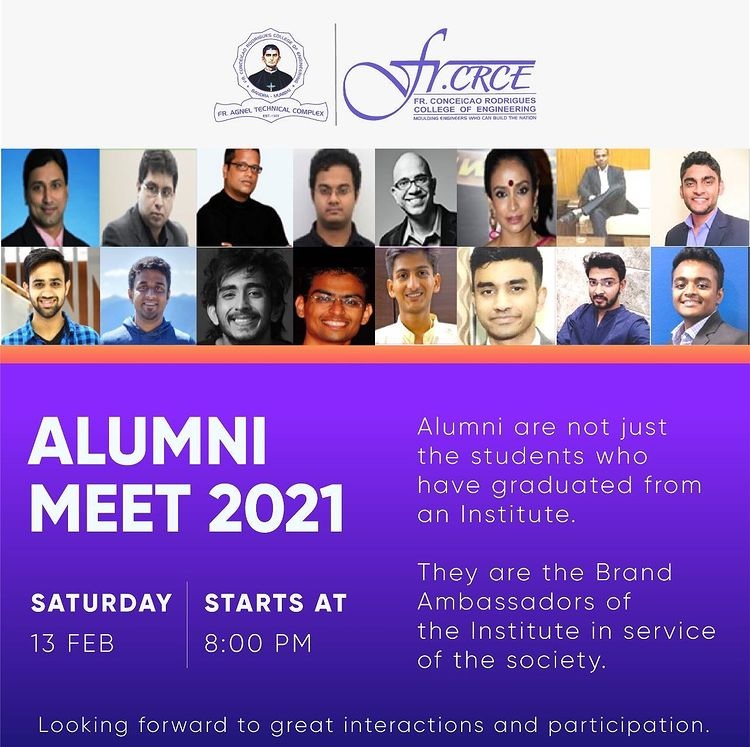 FR. CONCEICAO RODRIGUES COLLEGE OF ENGINEERING
BANDRA - MUMBAI
FR. AGNEL TECHNICAL COMPLEX
Fr. CRCE
FR. CONCEICAO RODRIGUES
COLLEGE OF ENGINEERING
MOULDING ENGINEERS WHO CAN BUILD THE NATION
ALUMNI
MEET 2021
SATURDAY
13 FEB
STARTS AT
8:00 PM
Alumni are not just
the students who
have graduated from
an Institute.
They are the Brand
Ambassadors of
the Institute in service
of the society.
Looking forward to great interactions and participation.